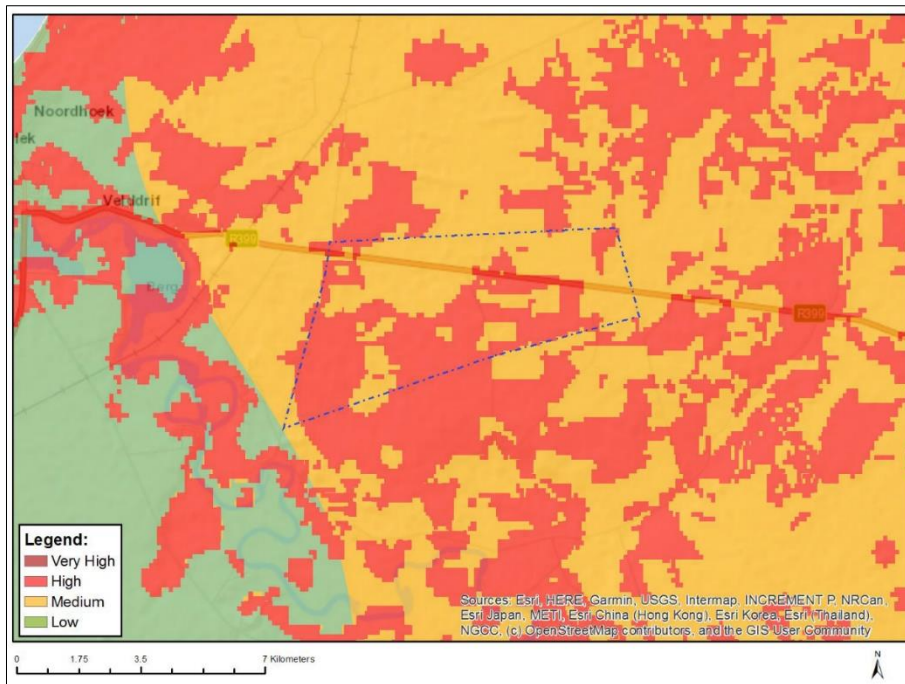 Noordhoek
lek
Velddrif
R399
Berg
R399
Legend:
Very High
High
Medium
Low
Sources: Esri, HERE, Garmin, USGS, Intermap, INCREMENT P, NRCan,
Esri Japan, METI, Esri China (Hong Kong), Esri Korea, Esri (Thailand),
NGCC, (c) OpenStreetMap contributors, and the GIS User Community
0 1.75 3.5 7 Kilometers
N